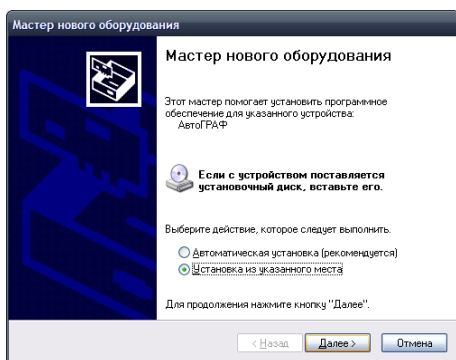 Мастер нового оборудования
Мастер нового оборудования
Этот мастер помогает установить программное
обеспечение для указанного устройства:
АвтоГРАФ
Если с устройством поставляется
установочный диск, вставьте его.
Выберите действие, которое следует выполнить.
Автоматическая установка (рекомендуется)
Установка из указанного места
Для продолжения нажмите кнопку "Далее".
< Назад
Далее >
Отмена